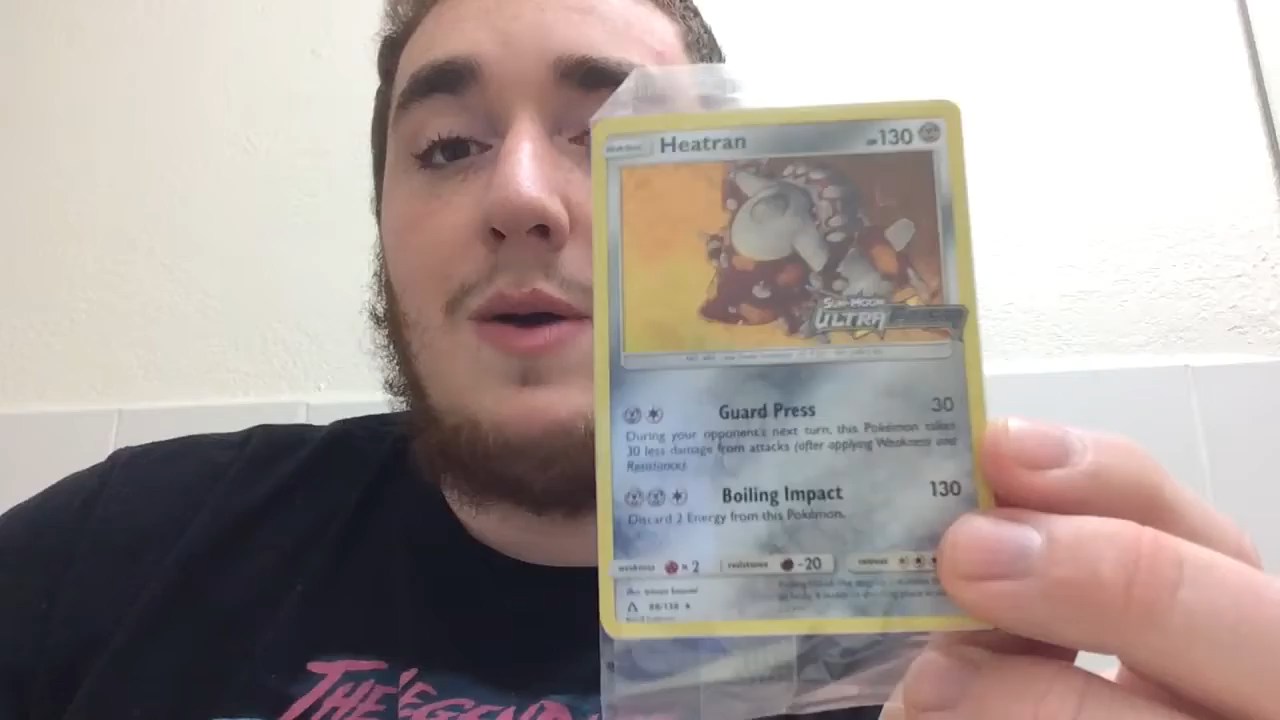 Heatran
130
SUN & MOON
ULTRA
Guard Press 30
During your opponent's next turn, this Pokémon takes
30 less damage from attacks (after applying Weakness and
Resistance).
Boiling Impact 130
Discard 2 Energy from this Pokémon.
weakness × 2 resistance -20 retreat
THE LEGEND